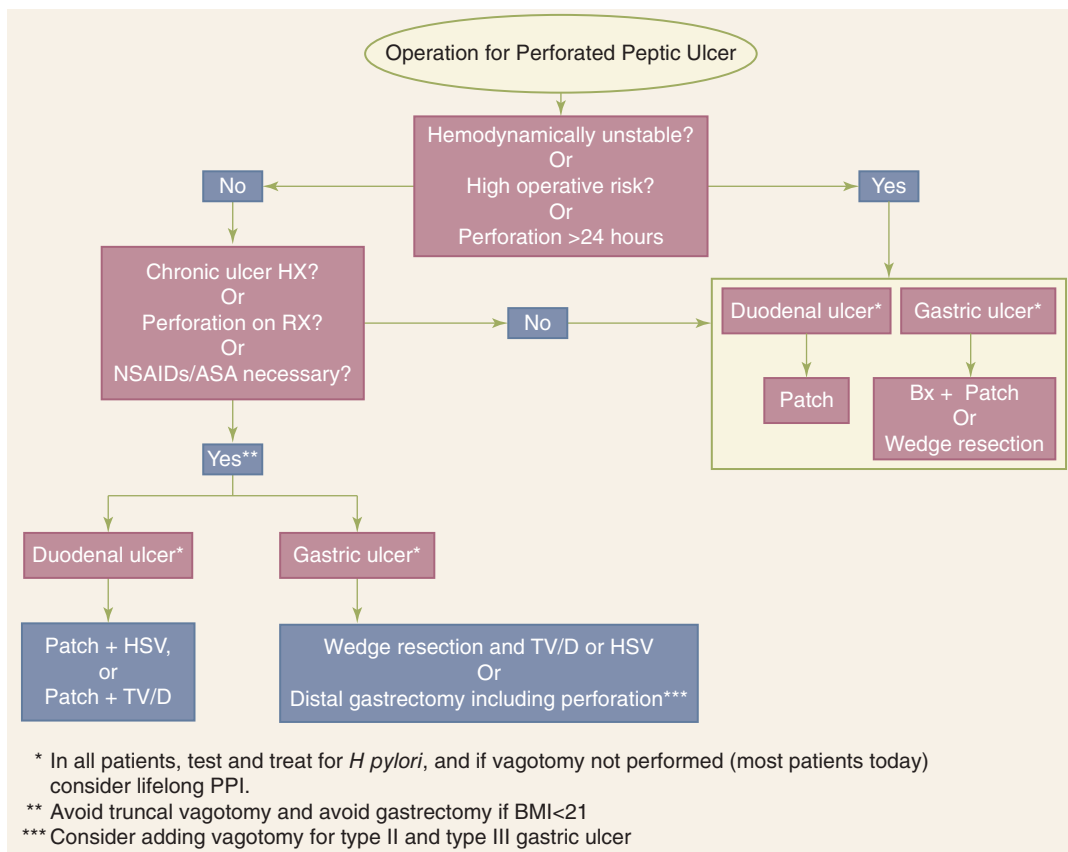 Operation for Perforated Peptic Ulcer
Hemodynamically unstable?
Or
High operative risk?
Or
Perforation >24 hours
No
Yes
Chronic ulcer HX?
Or
Perforation on RX?
Or
NSAIDs/ASA necessary?
No
Duodenal ulcer*
Gastric ulcer*
Patch
Bx + Patch
Or
Wedge resection
Yes**
Duodenal ulcer*
Gastric ulcer*
Patch + HSV,
or
Patch + TV/D
Wedge resection and TV/D or HSV
Or
Distal gastrectomy including perforation***
* In all patients, test and treat for H pylori, and if vagotomy not performed (most patients today)
consider lifelong PPI.
** Avoid truncal vagotomy and avoid gastrectomy if BMI<21
*** Consider adding vagotomy for type II and type III gastric ulcer